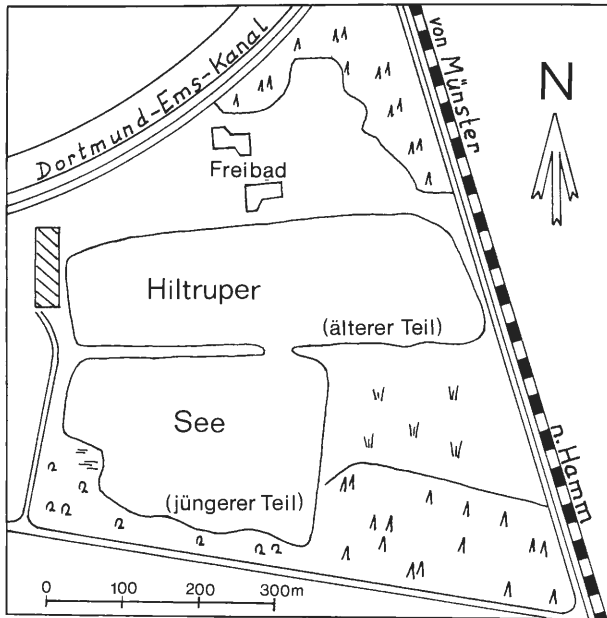 Dortmund-Ems-Kanal
von Münster
N
Freibad
Hiltruper
(älterer Teil)
See
(jüngerer Teil)
n. Hamm
0 100 200 300m